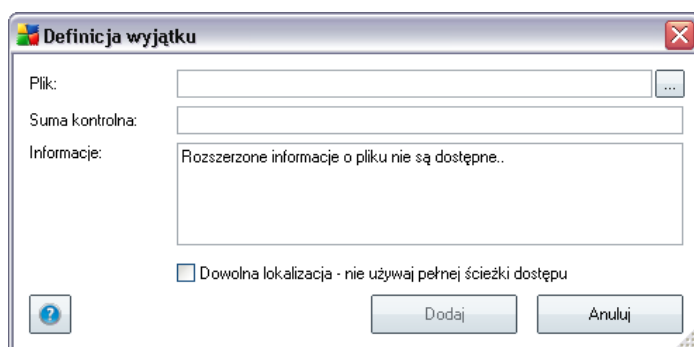 Definicja wyjątku
Plik:
...
Suma kontrolna:
Informacje:
Rozszerzone informacje o pliku nie są dostępne..
Dowolna lokalizacja - nie używaj pełnej ścieżki dostępu
?
Dodaj
Anuluj